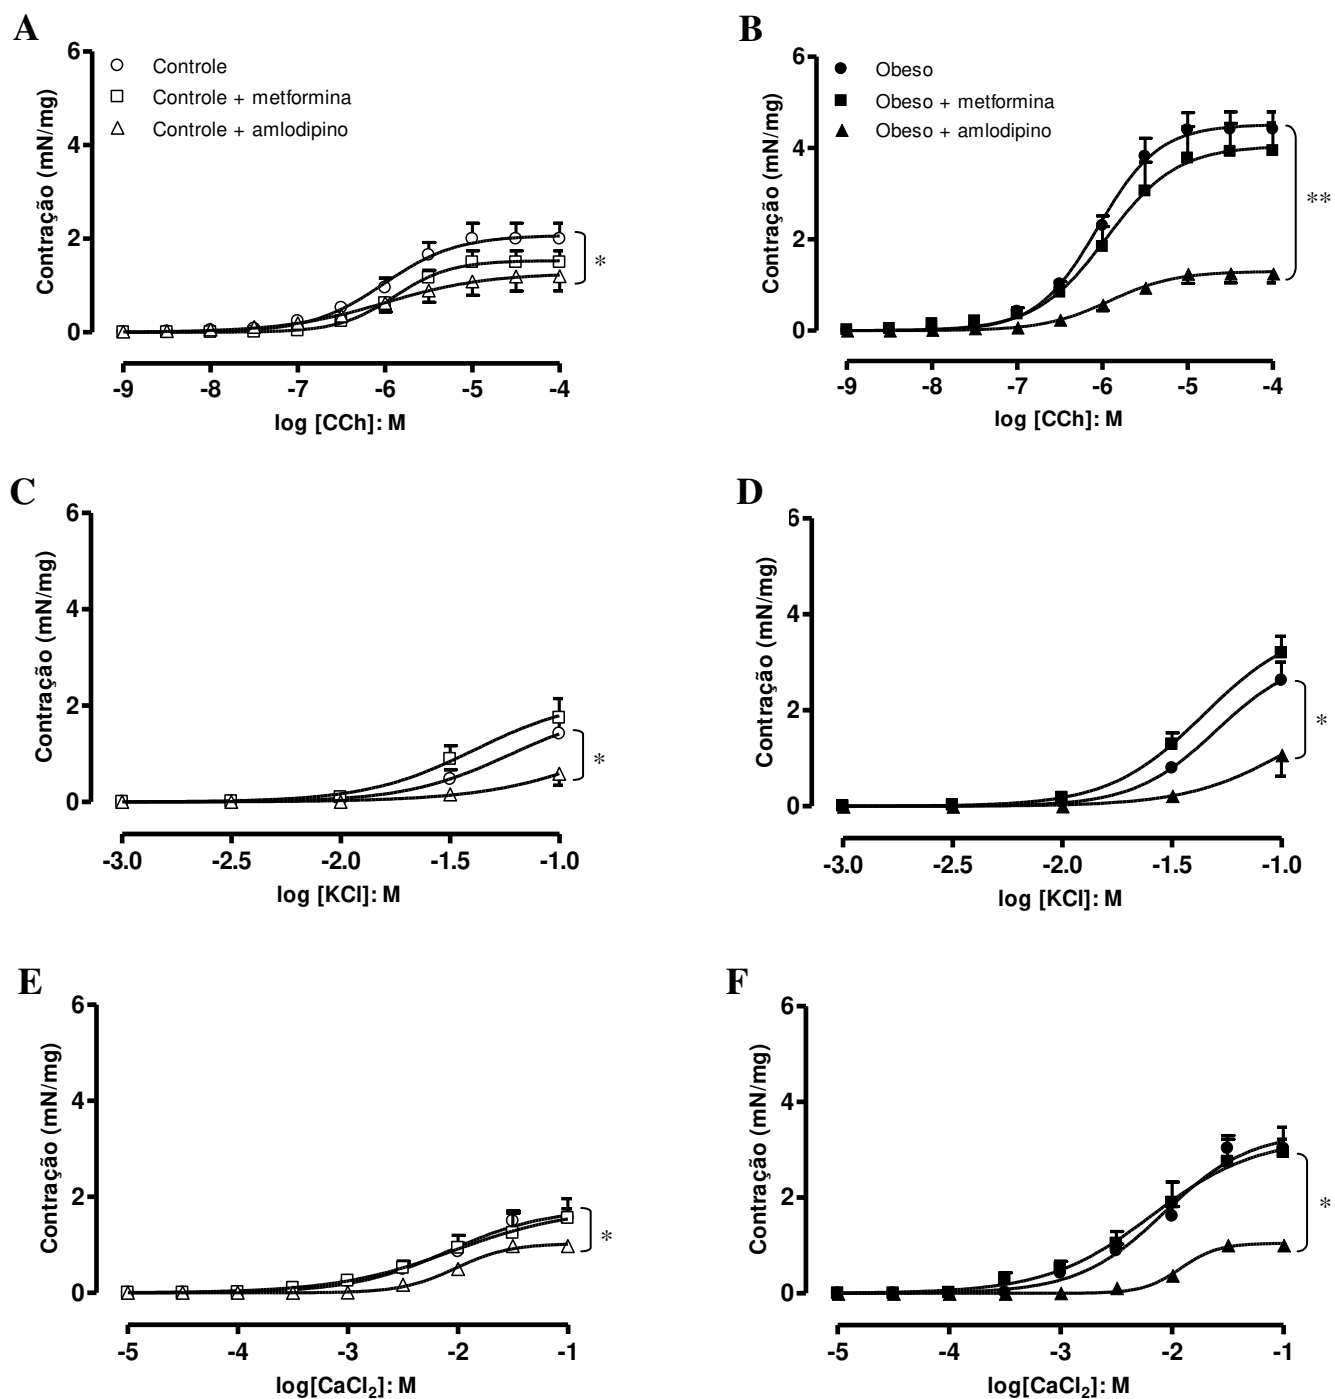 A
6
4
2
0
Contração (mN/mg)
Controle
Controle + metformina
Controle + amlodipino
*
-9 -8 -7 -6 -5 -4
log [CCh]: M
B
6
4
2
0
Contração (mN/mg)
Obeso
Obeso + metformina
Obeso + amlodipino
**
-9 -8 -7 -6 -5 -4
log [CCh]: M
C
6
4
2
0
Contração (mN/mg)
*
-3.0 -2.5 -2.0 -1.5 -1.0
log [KCl]: M
D
6
4
2
0
Contração (mN/mg)
*
-3.0 -2.5 -2.0 -1.5 -1.0
log [KCl]: M
E
6
4
2
0
Contração (mN/mg)
*
-5 -4 -3 -2 -1
log[CaCl₂]: M
F
6
4
2
0
Contração (mN/mg)
*
-5 -4 -3 -2 -1
log[CaCl₂]: M